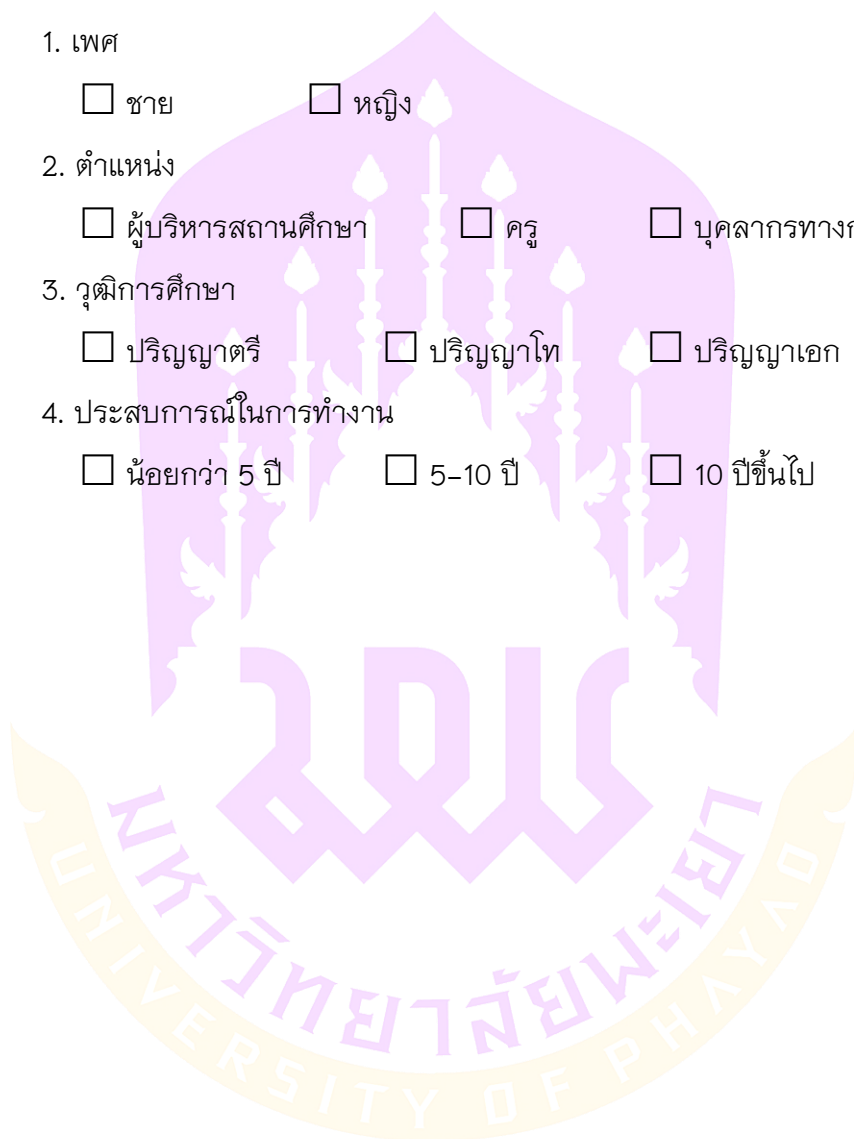 1. เพศ
☐ ชาย ☐ หญิง
2. ตำแหน่ง
☐ ผู้บริหารสถานศึกษา ☐ ครู ☐ บุคลากรทางก
3. วุฒิการศึกษา
☐ ปริญญาตรี ☐ ปริญญาโท ☐ ปริญญาเอก
4. ประสบการณ์ในการทำงาน
☐ น้อยกว่า 5 ปี ☐ 5–10 ปี ☐ 10 ปีขึ้นไป
มหาวิทยาลัยพะเยา
UNIVERSITY OF PHAYAO